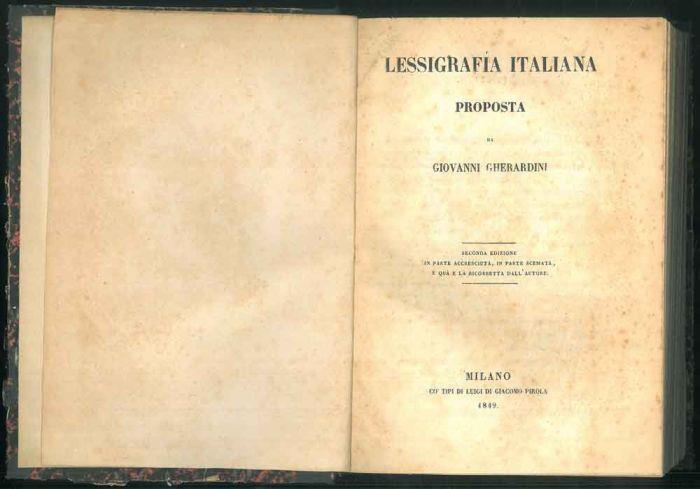 LESSIGRAFÍA ITALIANA
PROPOSTA
DA
GIOVANNI GHERARDINI
SECONDA EDIZIONE
IN PARTE ACCRESCIUTA, IN PARTE SCEMATA,
E QUÀ E LÀ RICORRETTA DALL'AUTORE.
MILANO
CO' TIPI DI LUIGI DI GIACOMO PIROLA
1849.